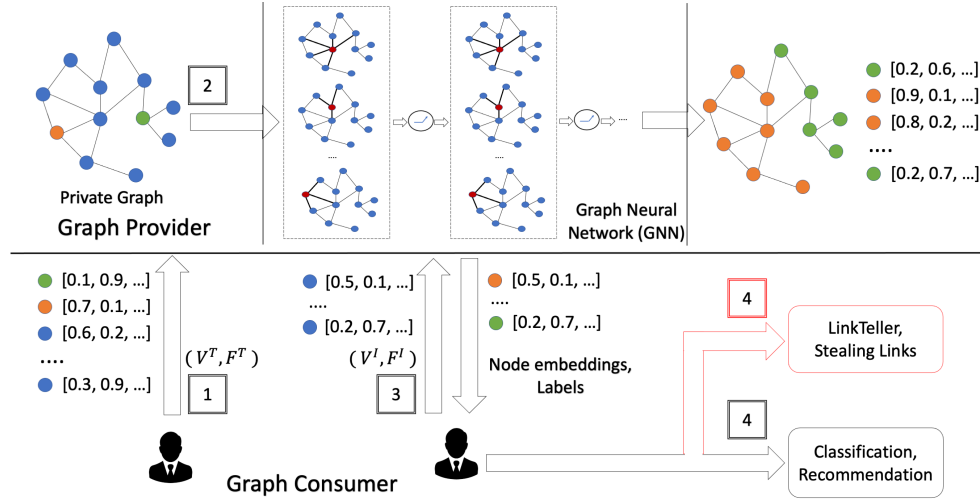 2
Private Graph
Graph Provider
....
....
....
Graph Neural
Network (GNN)
[0.2, 0.6, ...]
[0.9, 0.1, ...]
[0.8, 0.2, ...]
....
[0.2, 0.7, ...]
[0.1, 0.9, ...]
[0.7, 0.1, ...]
[0.6, 0.2, ...]
....
[0.3, 0.9, ...]
(V^T, F^T)
1
[0.5, 0.1, ...]
....
[0.2, 0.7, ...]
(V^I, F^I)
3
[0.5, 0.1, ...]
....
[0.2, 0.7, ...]
Node embeddings,
Labels
4
LinkTeller,
Stealing Links
4
Classification,
Recommendation
Graph Consumer